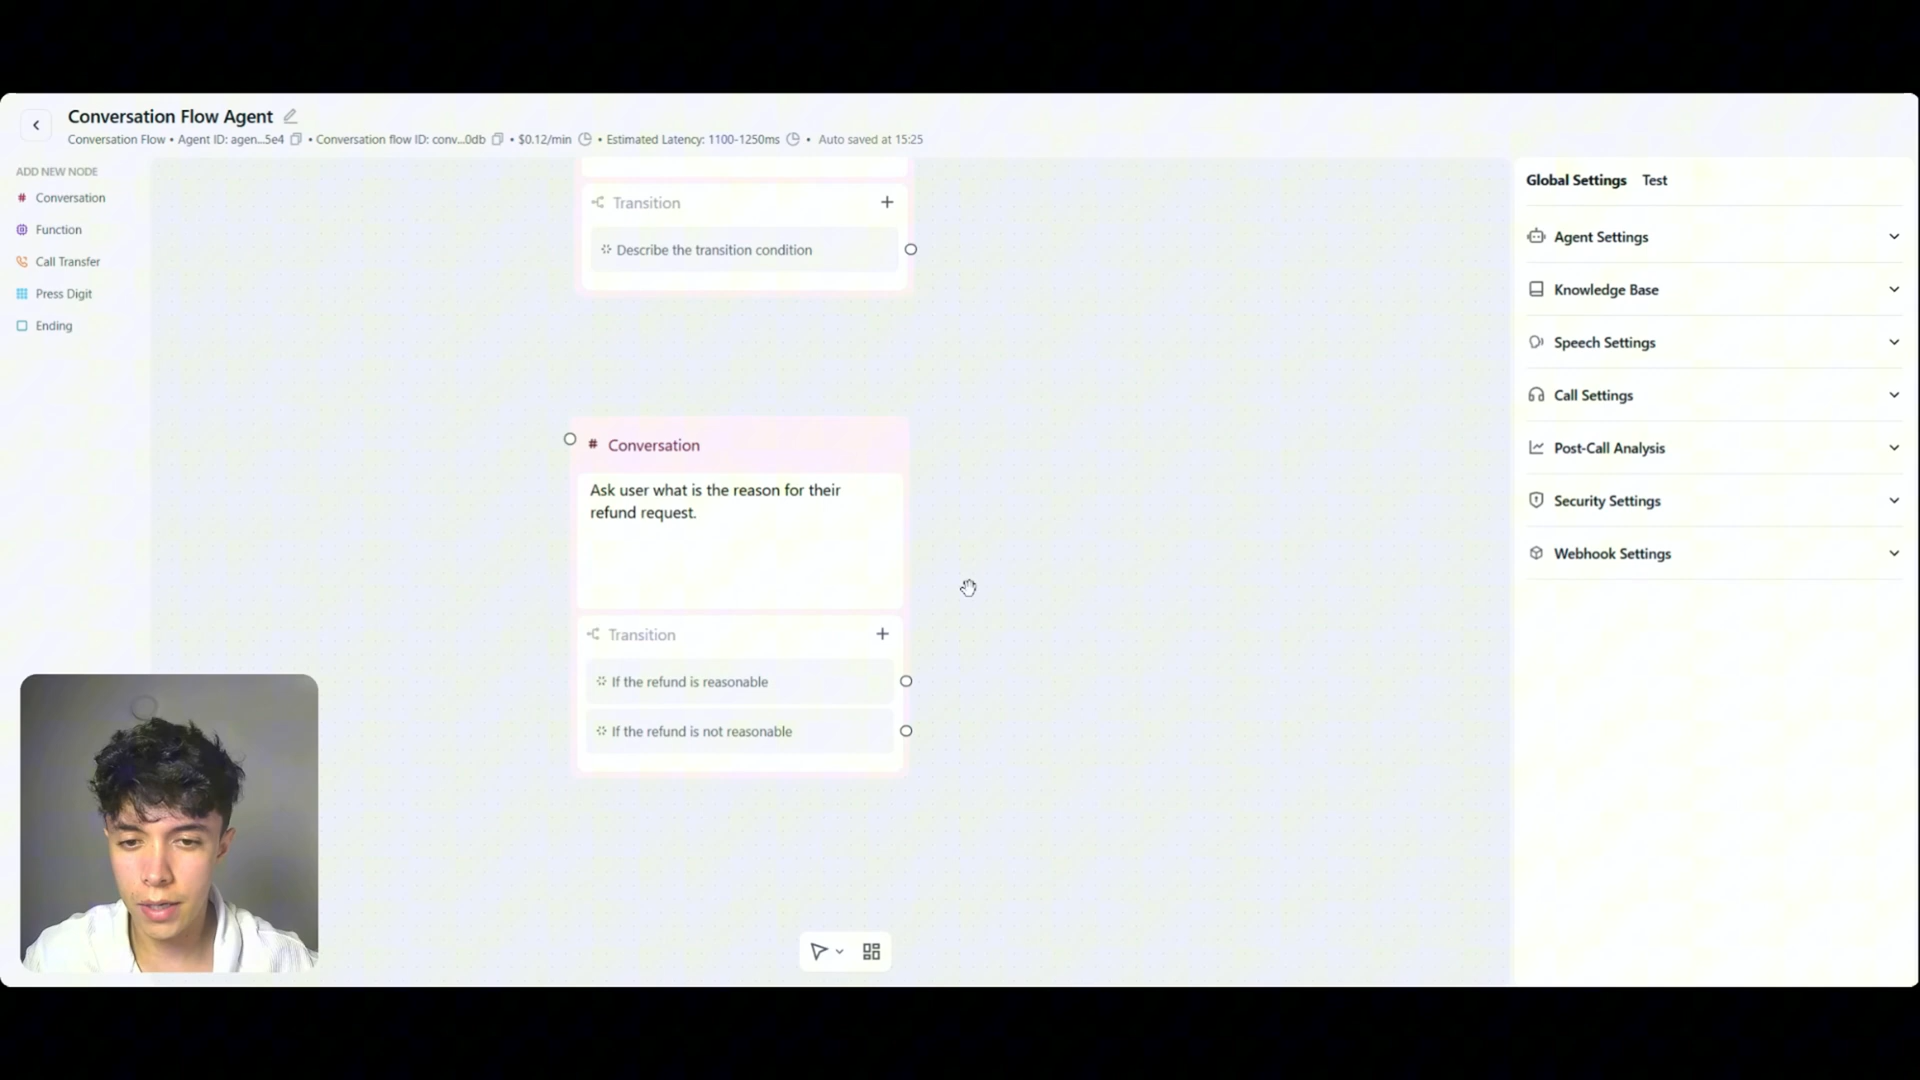 Conversation Flow Agent
Conversation Flow • Agent ID: agen...5e4 • Conversation flow ID: conv...0db • $0.12/min • Estimated Latency: 1100-1250ms • Auto saved at 15:25
ADD NEW NODE
# Conversation
Function
Call Transfer
Press Digit
Ending
Transition +
Describe the transition condition
# Conversation
Ask user what is the reason for their
refund request.
Transition +
If the refund is reasonable
If the refund is not reasonable
Global Settings Test
Agent Settings
Knowledge Base
Speech Settings
Call Settings
Post-Call Analysis
Security Settings
Webhook Settings